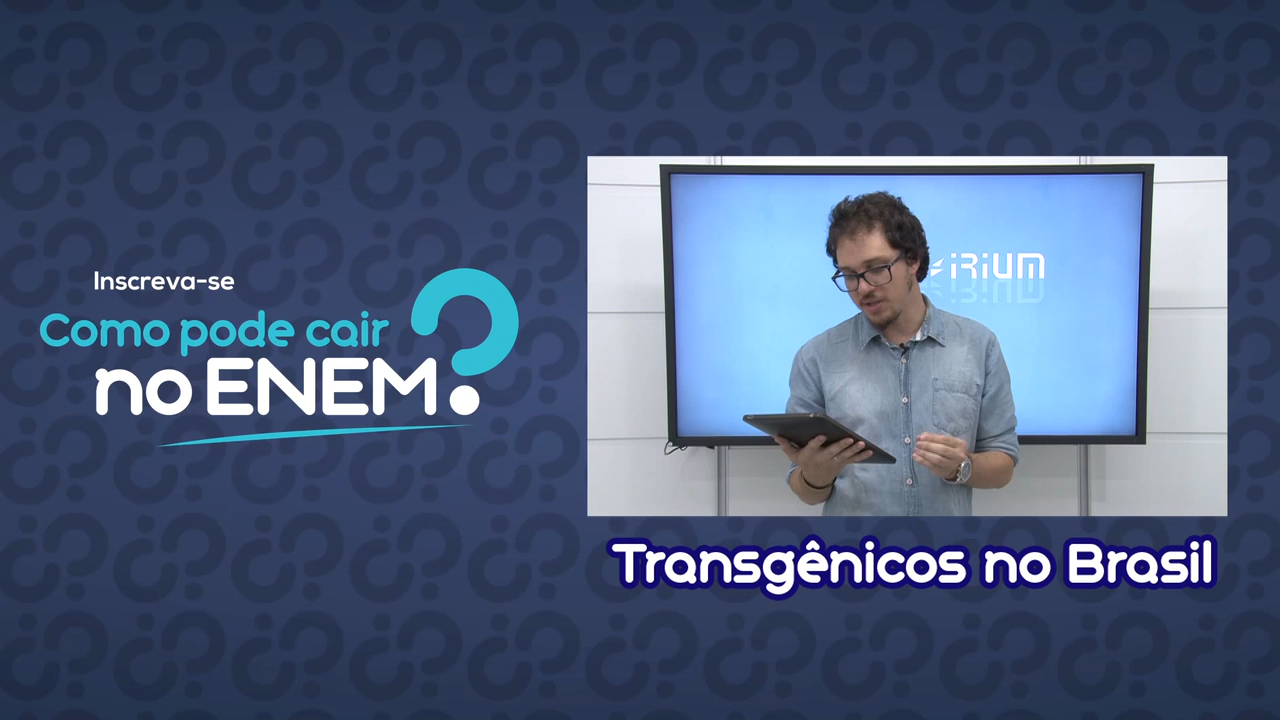 Inscreva-se
Como pode cair
no ENEM?
iRiUM
Transgênicos no Brasil